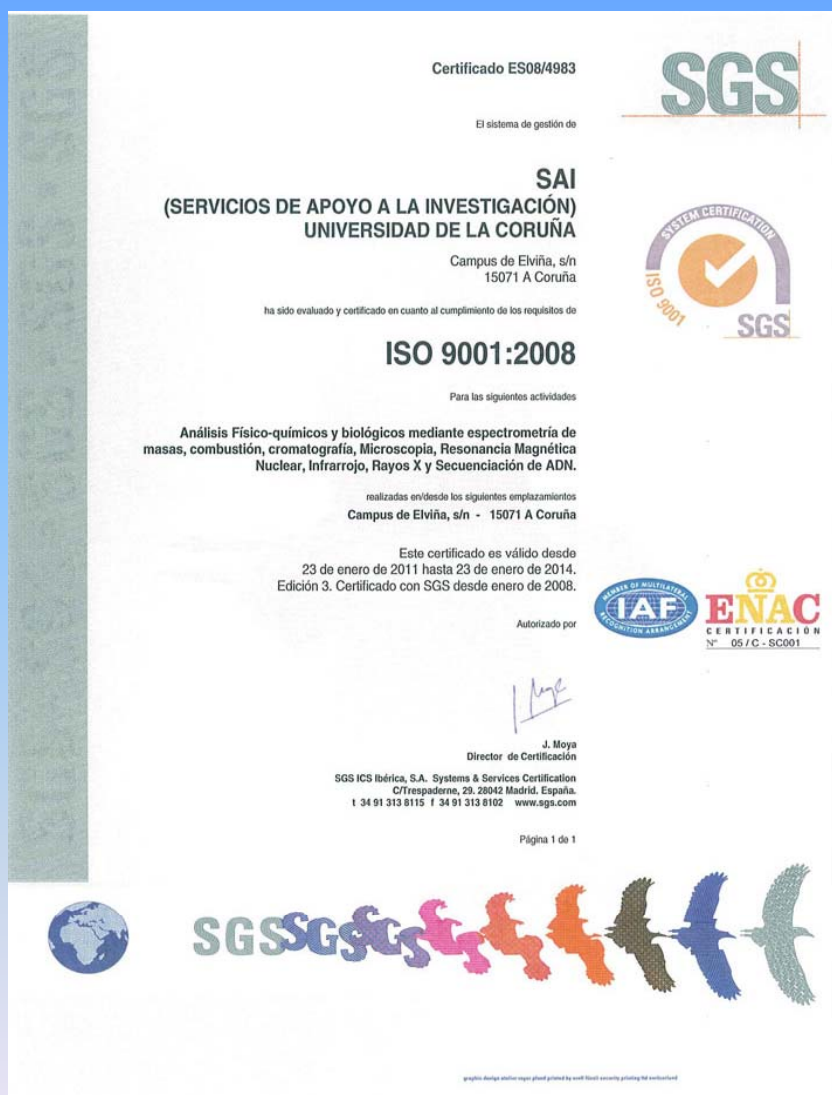 Certificado ES08/4983
SGS
El sistema de gestión de
SAI
(SERVICIOS DE APOYO A LA INVESTIGACIÓN)
UNIVERSIDAD DE LA CORUÑA
Campus de Elviña, s/n
15071 A Coruña
ha sido evaluado y certificado en cuanto al cumplimiento de los requisitos de
SYSTEM CERTIFICATION
ISO 9001
SGS
ISO 9001:2008
Para las siguientes actividades
Análisis Físico-químicos y biológicos mediante espectrometría de
masas, combustión, cromatografía, Microscopia, Resonancia Magnética
Nuclear, Infrarrojo, Rayos X y Secuenciación de ADN.
realizadas en/desde los siguientes emplazamientos
Campus de Elviña, s/n - 15071 A Coruña
Este certificado es válido desde
23 de enero de 2011 hasta 23 de enero de 2014.
Edición 3. Certificado con SGS desde enero de 2008.
MEMBER OF MULTILATERAL
IAF
RECOGNITION ARRANGEMENT
ENAC
CERTIFICACIÓN
Nº 05 / C - SC001
Autorizado por
J. Moya
Director de Certificación
SGS ICS Ibérica, S.A. Systems & Services Certification
C/Trespaderne, 29. 28042 Madrid. España.
t 34 91 313 8115 f 34 91 313 8102 www.sgs.com
Página 1 de 1
SGSSGSSGS